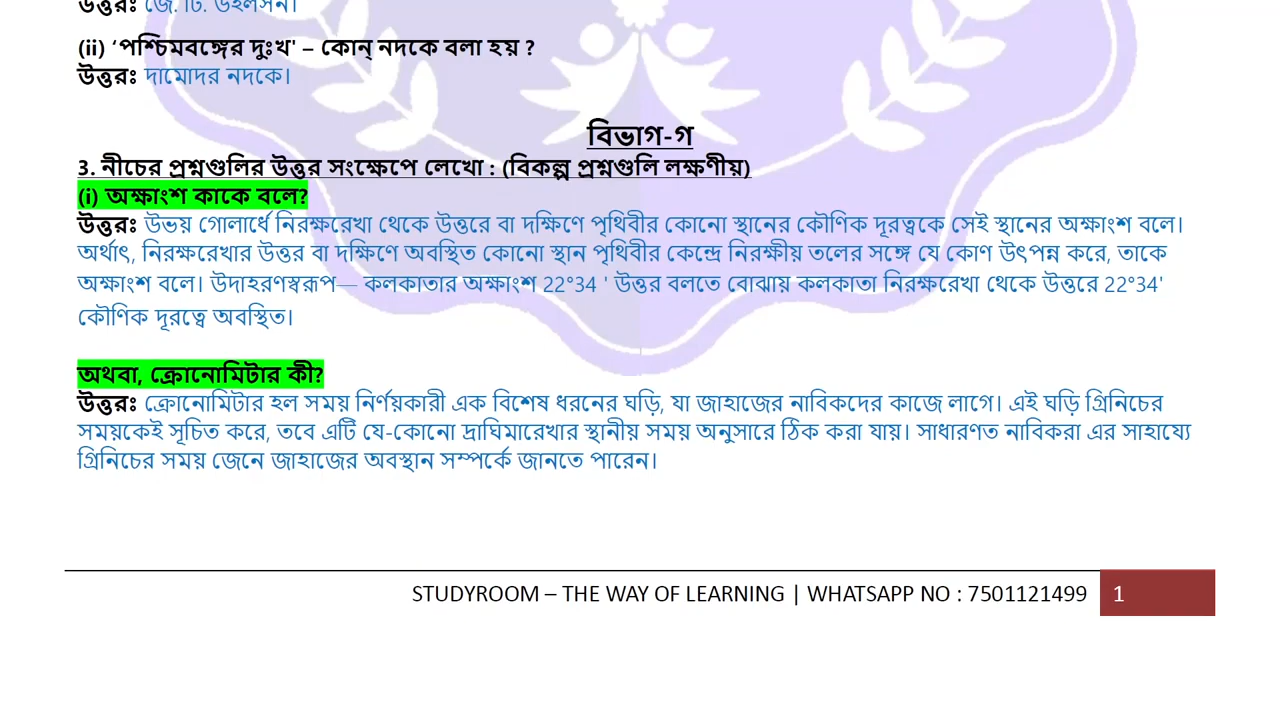 উত্তরঃ জে. টি. উইলসন।
(ii) ‘পশ্চিমবঙ্গের দুঃখ' – কোন্ নদকে বলা হয় ?
উত্তরঃ দামোদর নদকে।
বিভাগ-গ
3. নীচের প্রশ্নগুলির উত্তর সংক্ষেপে লেখো : (বিকল্প প্রশ্নগুলি লক্ষণীয়)
(i) অক্ষাংশ কাকে বলে?
উত্তরঃ উভয় গোলার্ধে নিরক্ষরেখা থেকে উত্তরে বা দক্ষিণে পৃথিবীর কোনো স্থানের কৌণিক দূরত্বকে সেই স্থানের অক্ষাংশ বলে।
অর্থাৎ, নিরক্ষরেখার উত্তর বা দক্ষিণে অবস্থিত কোনো স্থান পৃথিবীর কেন্দ্রে নিরক্ষীয় তলের সঙ্গে যে কোণ উৎপন্ন করে, তাকে
অক্ষাংশ বলে। উদাহরণস্বরূপ— কলকাতার অক্ষাংশ 22°34 ' উত্তর বলতে বোঝায় কলকাতা নিরক্ষরেখা থেকে উত্তরে 22°34'
কৌণিক দূরত্বে অবস্থিত।
অথবা, ক্রোনোমিটার কী?
উত্তরঃ ক্রোনোমিটার হল সময় নির্ণয়কারী এক বিশেষ ধরনের ঘড়ি, যা জাহাজের নাবিকদের কাজে লাগে। এই ঘড়ি গ্রিনিচের
সময়কেই সূচিত করে, তবে এটি যে-কোনো দ্রাঘিমারেখার স্থানীয় সময় অনুসারে ঠিক করা যায়। সাধারণত নাবিকরা এর সাহায্যে
গ্রিনিচের সময় জেনে জাহাজের অবস্থান সম্পর্কে জানতে পারেন।
STUDYROOM – THE WAY OF LEARNING | WHATSAPP NO : 7501121499 1